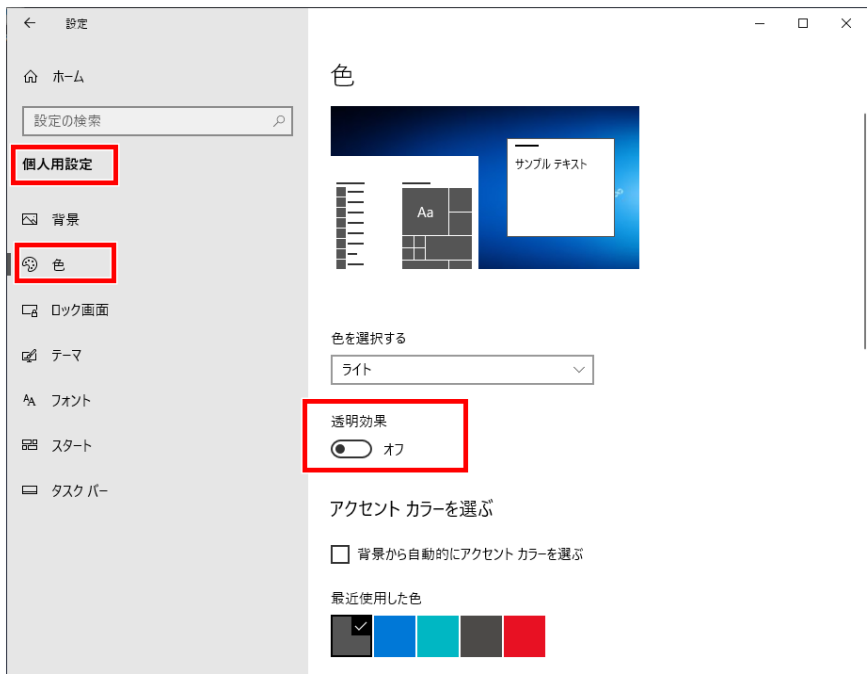 設定
ホーム
設定の検索
個人用設定
背景
色
ロック画面
テーマ
フォント
スタート
タスク バー
色
サンプル テキスト
Aa
色を選択する
ライト
透明効果
オフ
アクセント カラーを選ぶ
背景から自動的にアクセント カラーを選ぶ
最近使用した色